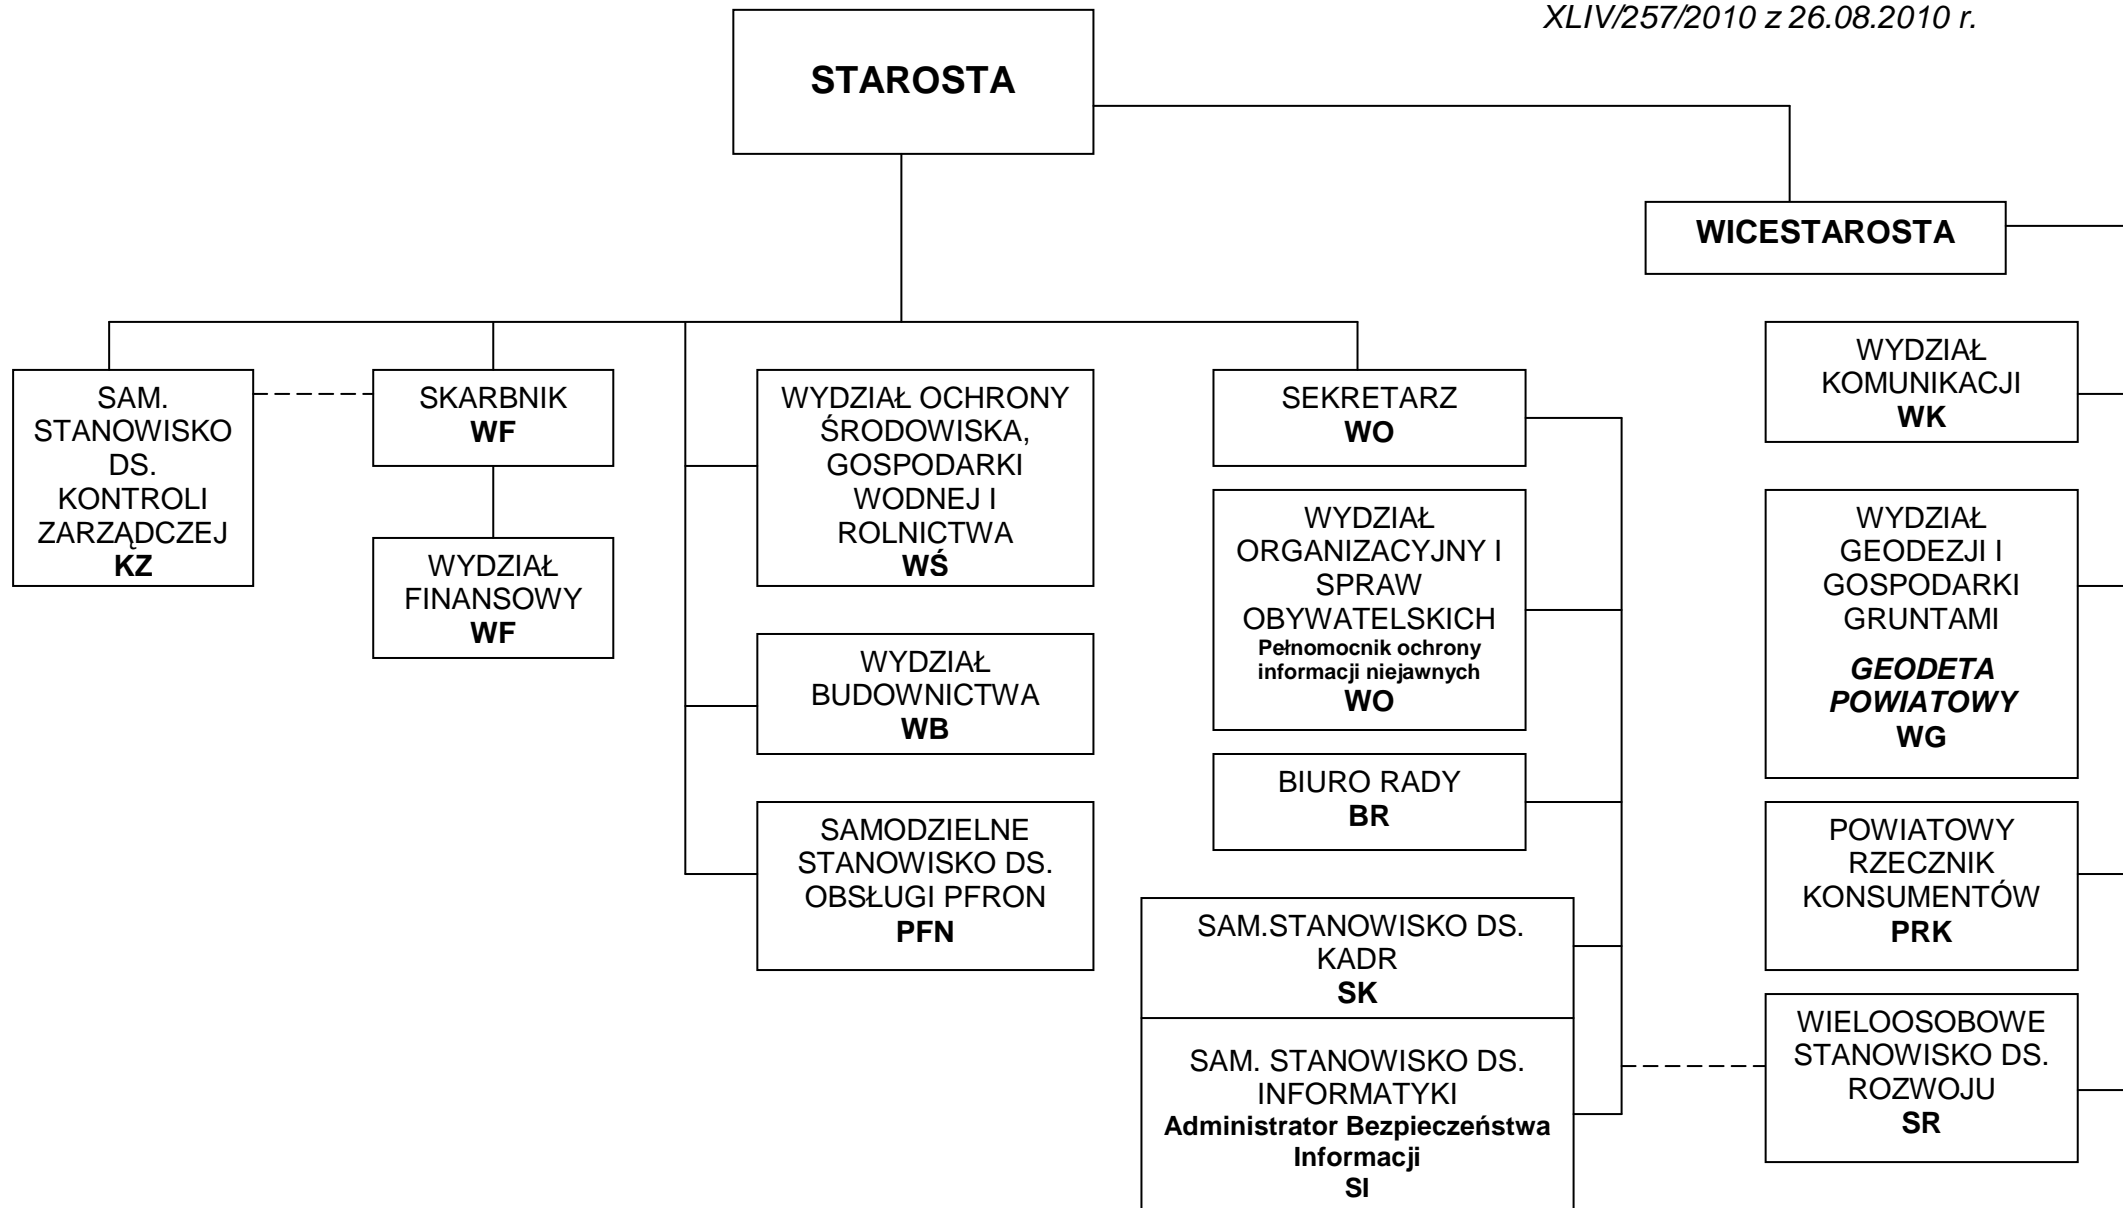 XLIV/257/2010 z 26.08.2010 r.
STAROSTA
WICESTAROSTA
SAM.
STANOWISKO
DS.
KONTROLI
ZARZĄDCZEJ
KZ
SKARBNIK
WF
WYDZIAŁ
FINANSOWY
WF
WYDZIAŁ OCHRONY
ŚRODOWISKA,
GOSPODARKI
WODNEJ I
ROLNICTWA
WŚ
WYDZIAŁ
BUDOWNICTWA
WB
SAMODZIELNE
STANOWISKO DS.
OBSŁUGI PFRON
PFN
SEKRETARZ
WO
WYDZIAŁ
ORGANIZACYJNY I
SPRAW
OBYWATELSKICH
Pełnomocnik ochrony
informacji niejawnych
WO
BIURO RADY
BR
SAM.STANOWISKO DS.
KADR
SK
SAM. STANOWISKO DS.
INFORMATYKI
Administrator Bezpieczeństwa
Informacji
SI
WYDZIAŁ
KOMUNIKACJI
WK
WYDZIAŁ
GEODEZJI I
GOSPODARKI
GRUNTAMI
GEODETA
POWIATOWY
WG
POWIATOWY
RZECZNIK
KONSUMENTÓW
PRK
WIELOOSOBOWE
STANOWISKO DS.
ROZWOJU
SR